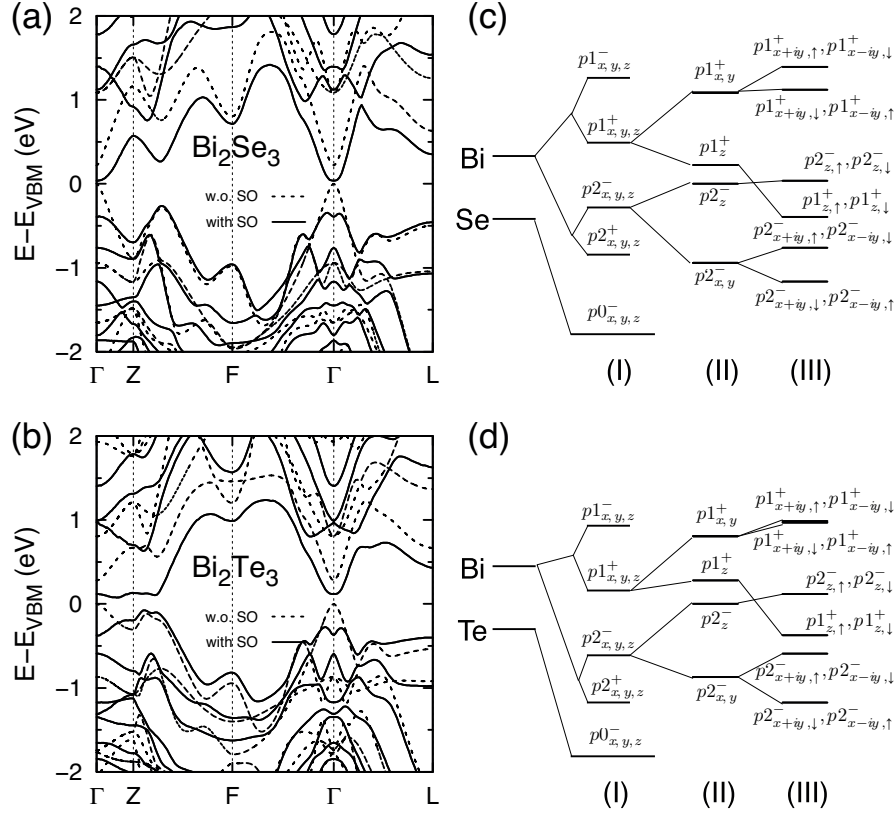 (a)
2
1
0
−1
−2
E−E_VBM (eV)
Bi₂Se₃
w.o. SO
with SO
Γ Z F Γ L
(c)
Bi
Se
p1⁻x,y,z
p1⁺x,y,z
p2⁻x,y,z
p2⁺x,y,z
p0⁻x,y,z
p1⁺x,y
p1⁺z
p2⁻z
p2⁻x,y
p1⁺x+iy,↑, p1⁺x−iy,↓
p1⁺x+iy,↓, p1⁺x−iy,↑
p2⁻z,↑, p2⁻z,↓
p1⁺z,↑, p1⁺z,↓
p2⁻x+iy,↑, p2⁻x−iy,↓
p2⁻x+iy,↓, p2⁻x−iy,↑
(I) (II) (III)
(b)
2
1
0
−1
−2
E−E_VBM (eV)
Bi₂Te₃
w.o. SO
with SO
Γ Z F Γ L
(d)
Bi
Te
p1⁻x,y,z
p1⁺x,y,z
p2⁻x,y,z
p2⁺x,y,z
p0⁻x,y,z
p1⁺x,y
p1⁺z
p2⁻z
p2⁻x,y
p1⁺x+iy,↑, p1⁺x−iy,↓
p1⁺x+iy,↓, p1⁺x−iy,↑
p2⁻z,↑, p2⁻z,↓
p1⁺z,↑, p1⁺z,↓
p2⁻x+iy,↑, p2⁻x−iy,↓
p2⁻x+iy,↓, p2⁻x−iy,↑
(I) (II) (III)